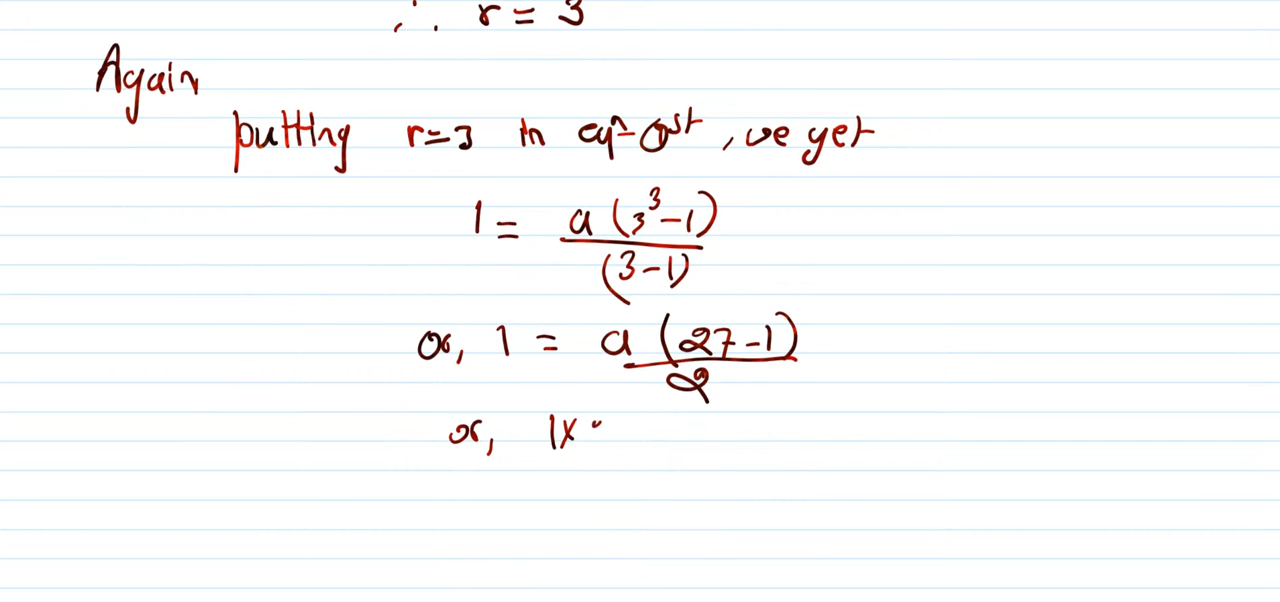 ∴ r = 3
Again
putting r=3 in eqⁿ 1st, we get
1 = a(3³-1)/(3-1)
or, 1 = a(27-1)/2
or, 1×